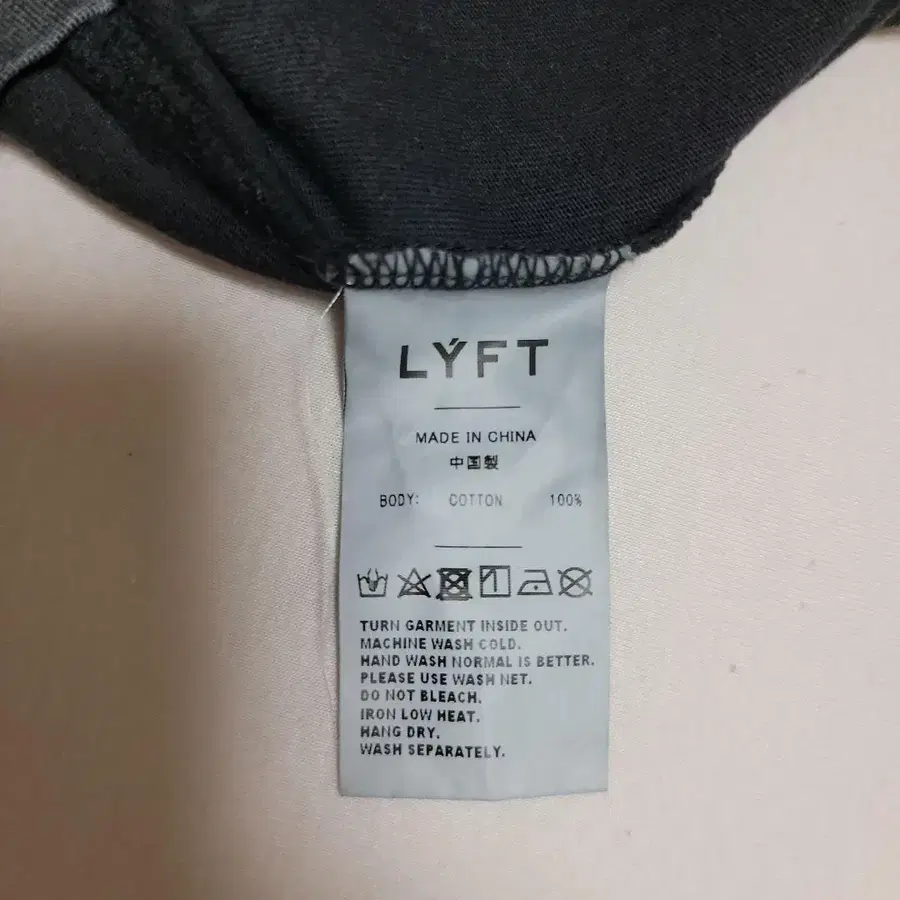 LÝFT
MADE IN CHINA
中国製
BODY: COTTON 100%
TURN GARMENT INSIDE OUT.
MACHINE WASH COLD.
HAND WASH NORMAL IS BETTER.
PLEASE USE WASH NET.
DO NOT BLEACH.
IRON LOW HEAT.
HANG DRY.
WASH SEPARATELY.